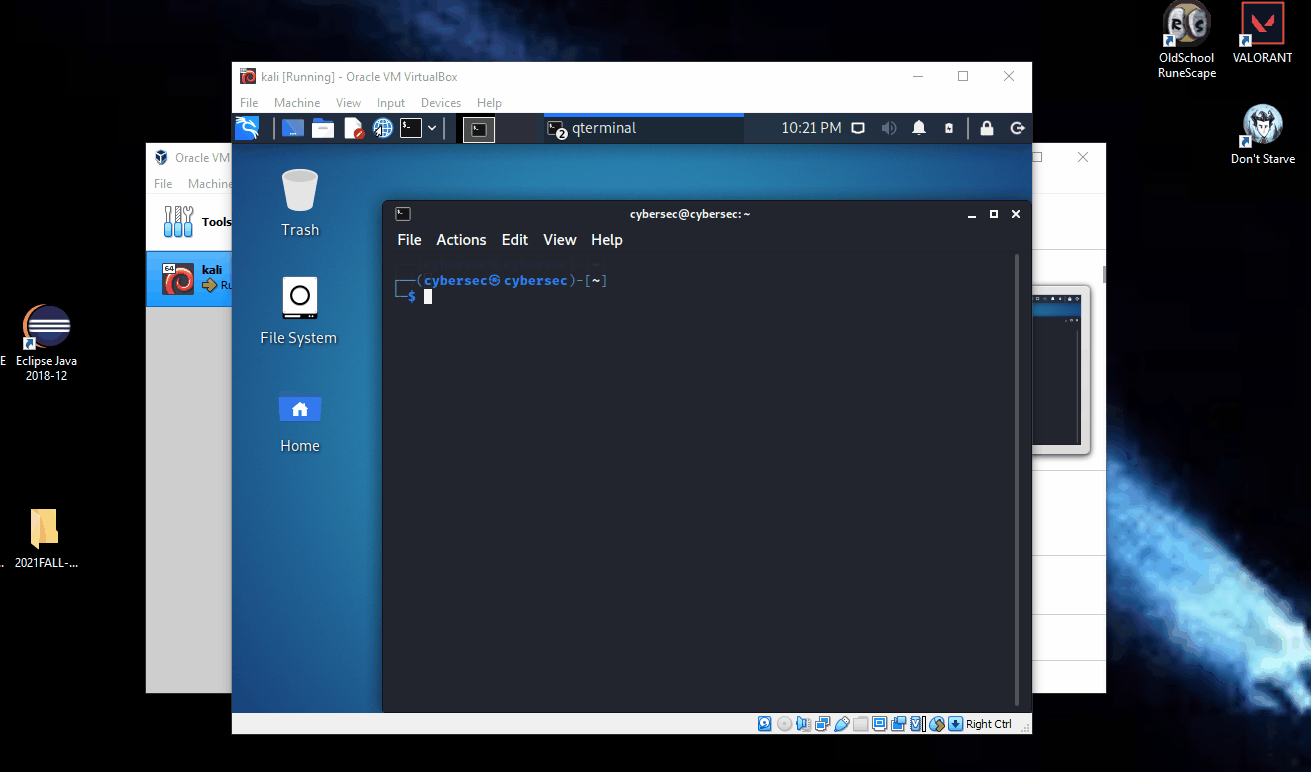 OldSchool
RuneScape
VALORANT
Don't Starve
kali [Running] - Oracle VM VirtualBox
File Machine View Input Devices Help
2 qterminal 10:21 PM
Oracle VM
File Machine
Tools
64 kali
Ru
Trash
File System
Home
cybersec@cybersec: ~
File Actions Edit View Help
┌──(cybersec㉿cybersec)-[~]
└─$
E Eclipse Java
2018-12
.. 2021FALL-...
Right Ctrl